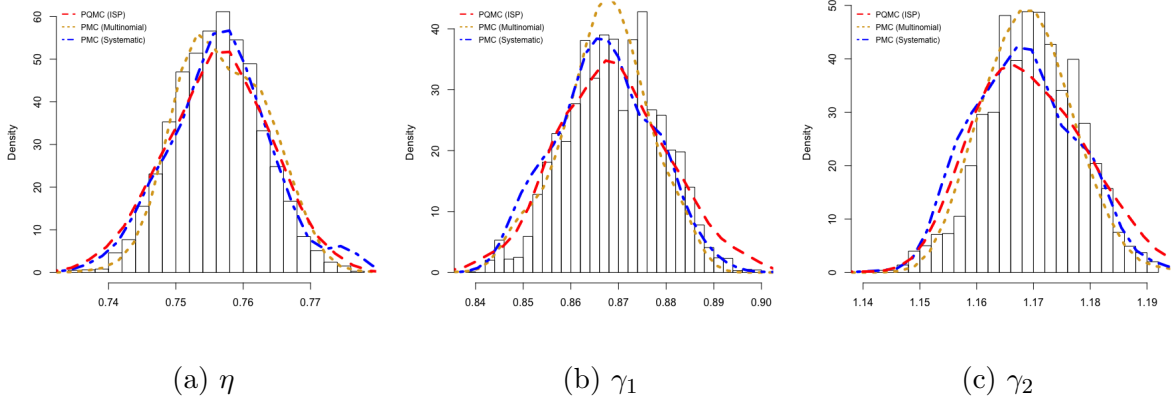 PQMC (ISP)
PMC (Multinomial)
PMC (Systematic)
Density
0 10 20 30 40 50 60
0.74 0.75 0.76 0.77
(a) η
PQMC (ISP)
PMC (Multinomial)
PMC (Systematic)
Density
0 10 20 30 40
0.84 0.85 0.86 0.87 0.88 0.89 0.90
(b) γ1
PQMC (ISP)
PMC (Multinomial)
PMC (Systematic)
Density
0 10 20 30 40 50
1.14 1.15 1.16 1.17 1.18 1.19
(c) γ2